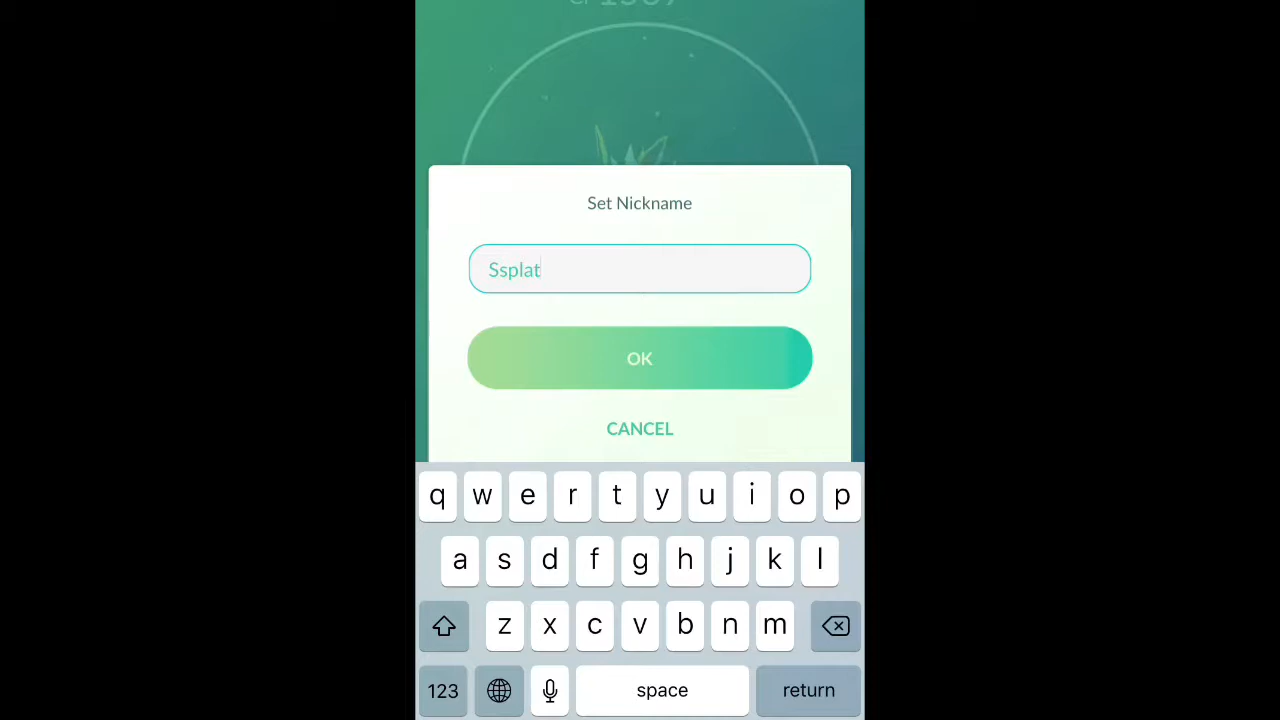 Set Nickname
Ssplat
OK
CANCEL
q w e r t y u i o p
a s d f g h j k l
z x c v b n m
123 space return